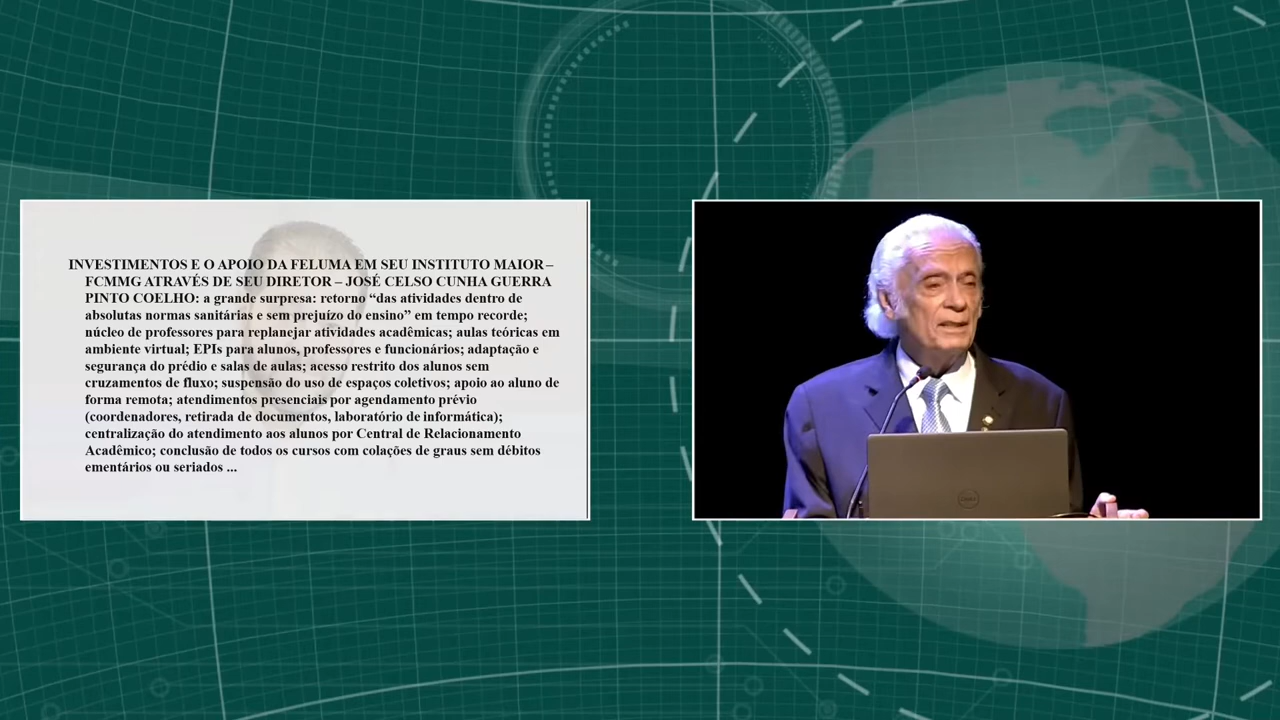 INVESTIMENTOS E O APOIO DA FELUMA EM SEU INSTITUTO MAIOR –
FCMMG ATRAVÉS DE SEU DIRETOR – JOSÉ CELSO CUNHA GUERRA
PINTO COELHO: a grande surpresa: retorno “das atividades dentro de
absolutas normas sanitárias e sem prejuízo do ensino” em tempo recorde;
núcleo de professores para replanejar atividades acadêmicas; aulas teóricas em
ambiente virtual; EPIs para alunos, professores e funcionários; adaptação e
segurança do prédio e salas de aulas; acesso restrito dos alunos sem
cruzamentos de fluxo; suspensão do uso de espaços coletivos; apoio ao aluno de
forma remota; atendimentos presenciais por agendamento prévio
(coordenadores, retirada de documentos, laboratório de informática);
centralização do atendimento aos alunos por Central de Relacionamento
Acadêmico; conclusão de todos os cursos com colações de graus sem débitos
ementários ou seriados ...
DELL